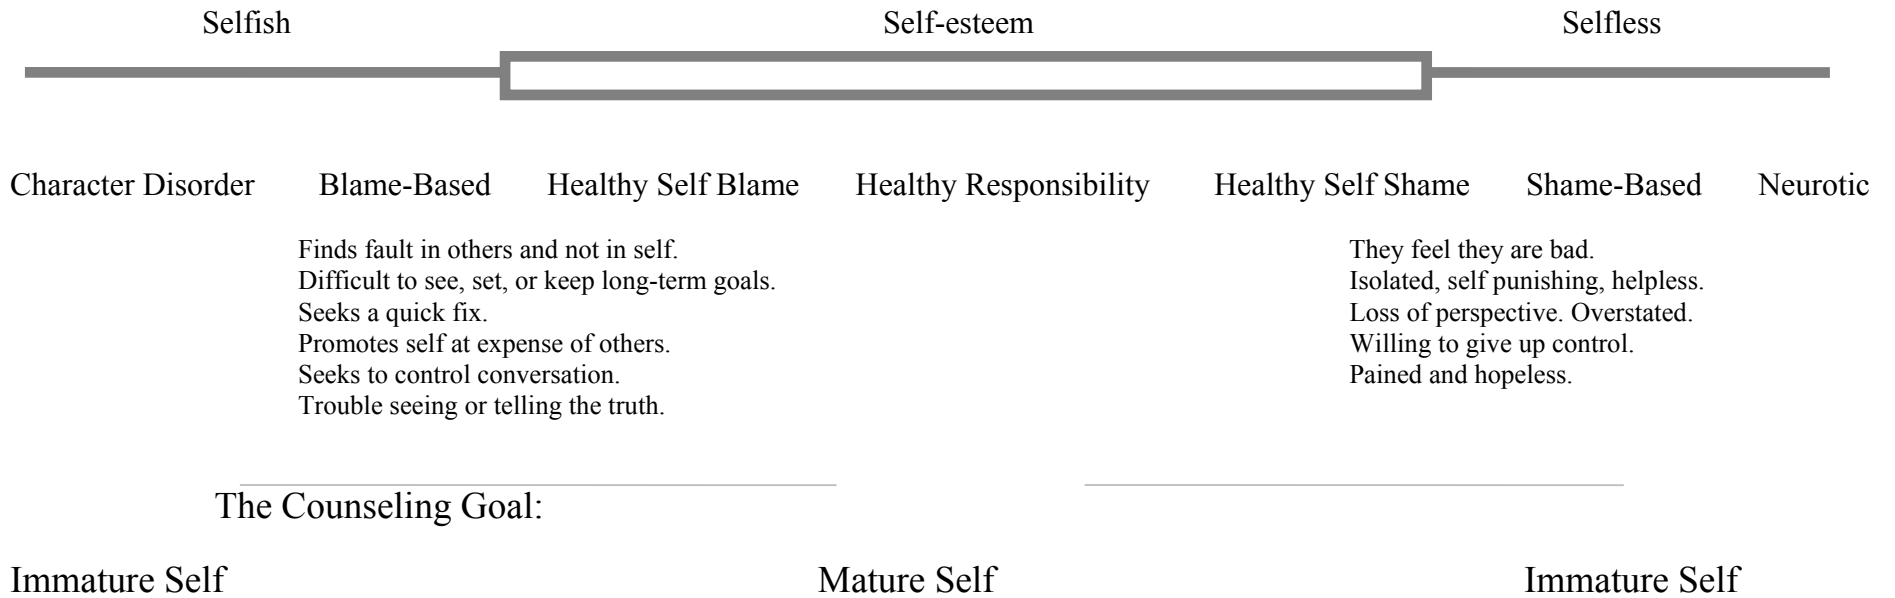 Selfish Self-esteem Selfless
Character Disorder Blame-Based Healthy Self Blame Healthy Responsibility Healthy Self Shame Shame-Based Neurotic
Finds fault in others and not in self.
Difficult to see, set, or keep long-term goals.
Seeks a quick fix.
Promotes self at expense of others.
Seeks to control conversation.
Trouble seeing or telling the truth.
They feel they are bad.
Isolated, self punishing, helpless.
Loss of perspective. Overstated.
Willing to give up control.
Pained and hopeless.
The Counseling Goal:
Immature Self Mature Self Immature Self